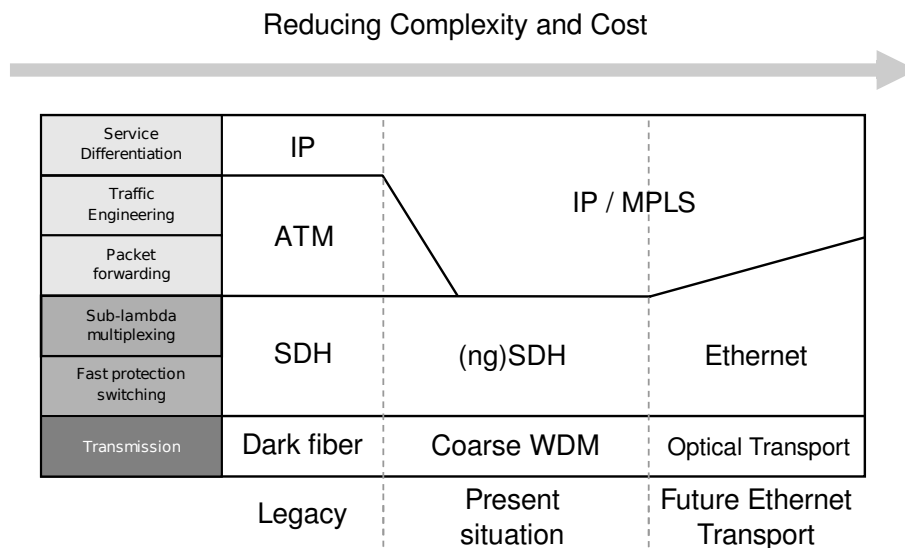 Reducing Complexity and Cost
Service
Differentiation
IP
Traffic
Engineering
IP / MPLS
ATM
Packet
forwarding
Sub-lambda
multiplexing
SDH
(ng)SDH
Ethernet
Fast protection
switching
Transmission
Dark fiber
Coarse WDM
Optical Transport
Legacy
Present
situation
Future Ethernet
Transport